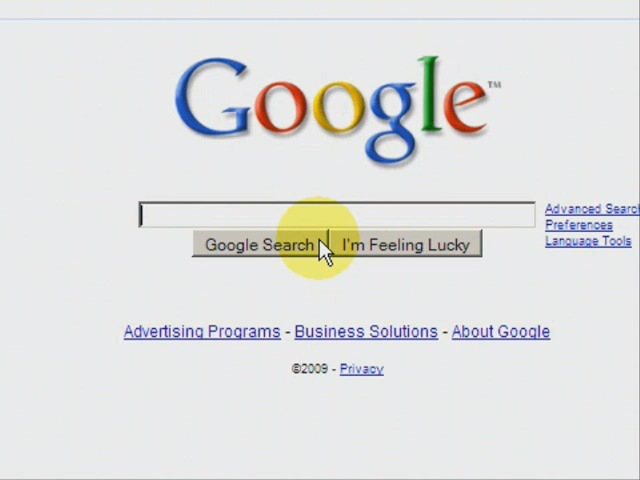 Google™
Advanced Search
Preferences
Language Tools
Google Search I'm Feeling Lucky
Advertising Programs - Business Solutions - About Google
©2009 - Privacy